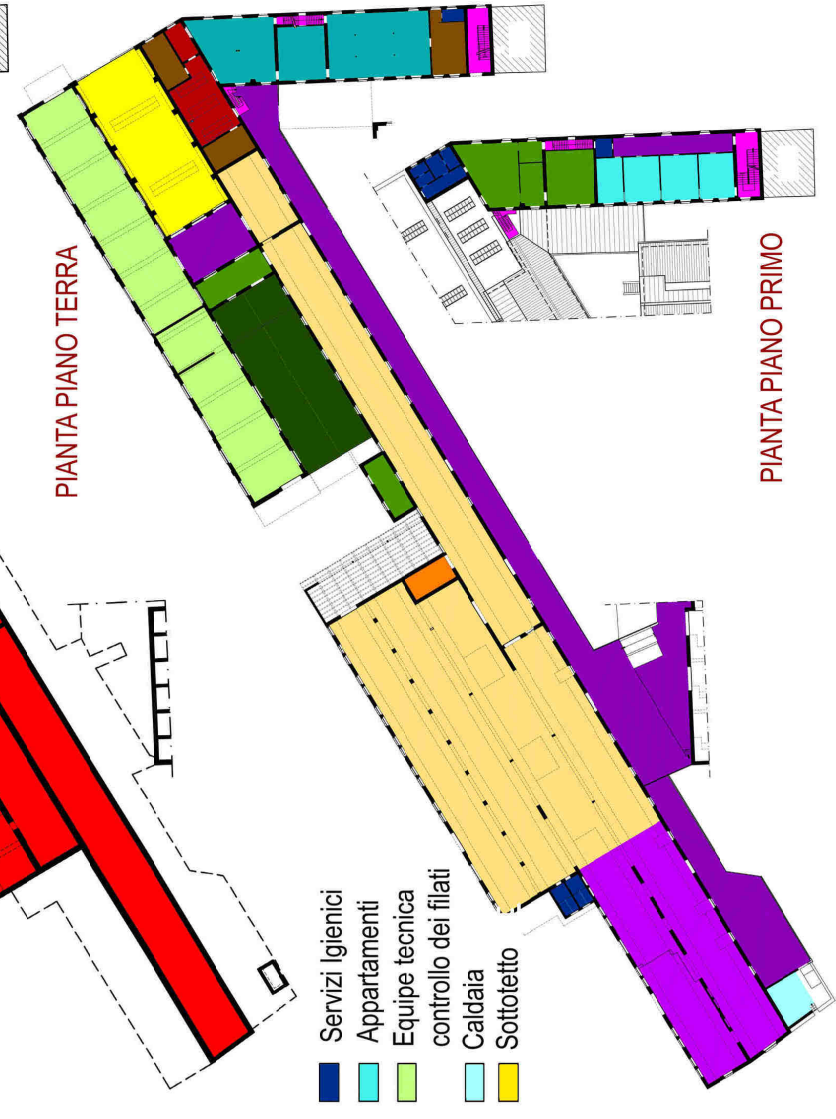 PIANTA PIANO TERRA
PIANTA PIANO PRIMO
Servizi Igienici
Appartamenti
Equipe tecnica
controllo dei filati
Caldaia
Sottotetto